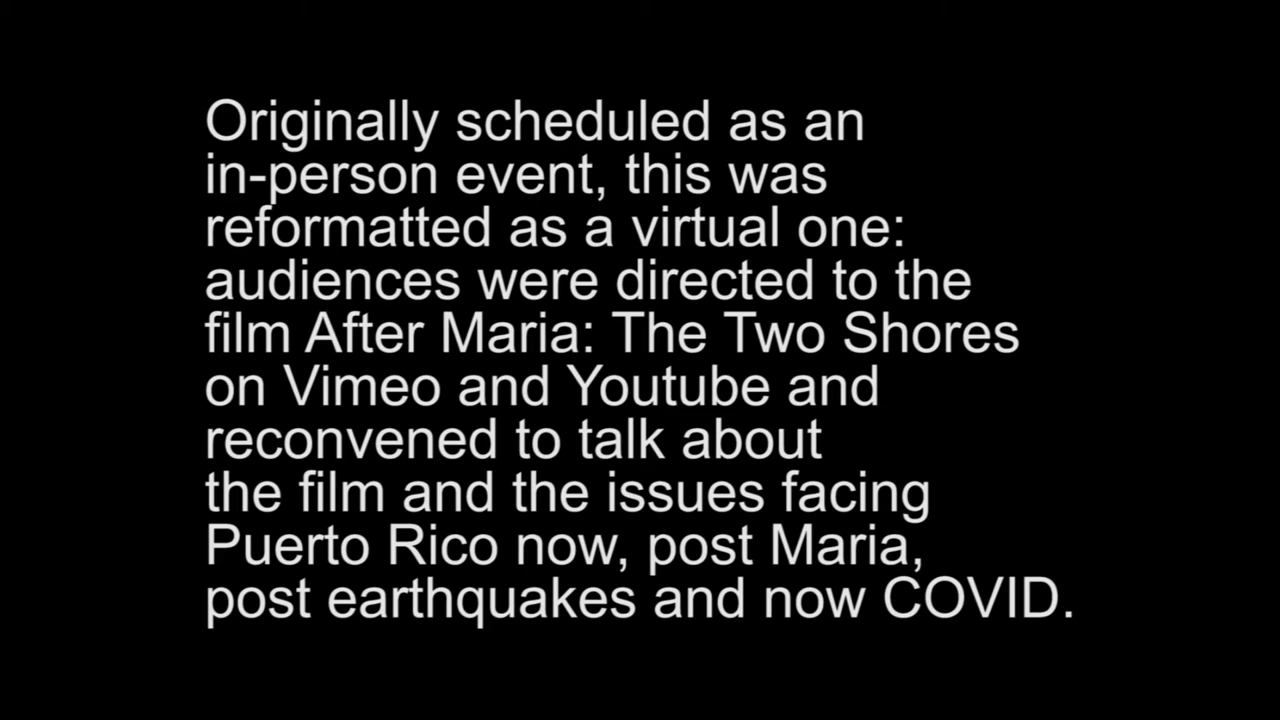 Originally scheduled as an
in-person event, this was
reformatted as a virtual one:
audiences were directed to the
film After Maria: The Two Shores
on Vimeo and Youtube and
reconvened to talk about
the film and the issues facing
Puerto Rico now, post Maria,
post earthquakes and now COVID.